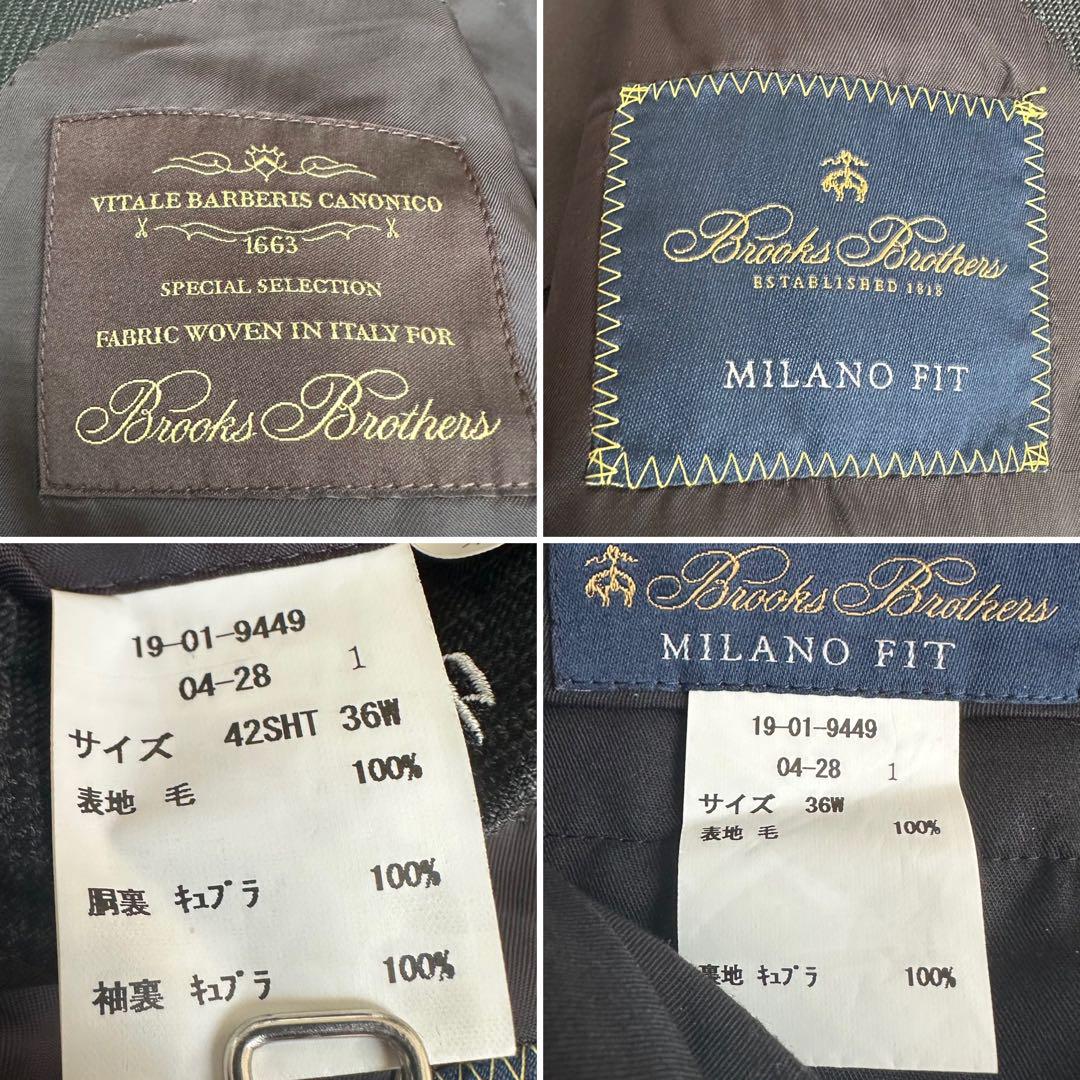 VITALE BARBERIS CANONICO
1663
SPECIAL SELECTION
FABRIC WOVEN IN ITALY FOR
Brooks Brothers
Brooks Brothers
ESTABLISHED 1818
MILANO FIT
19-01-9449
04-28 1
サイズ 42SHT 36W
表地 毛 100%
胴裏 ｷｭﾌﾟﾗ 100%
袖裏 ｷｭﾌﾟﾗ 100%
Brooks Brothers
MILANO FIT
19-01-9449
04-28 1
サイズ 36W
表地 毛 100%
裏地 ｷｭﾌﾟﾗ 100%